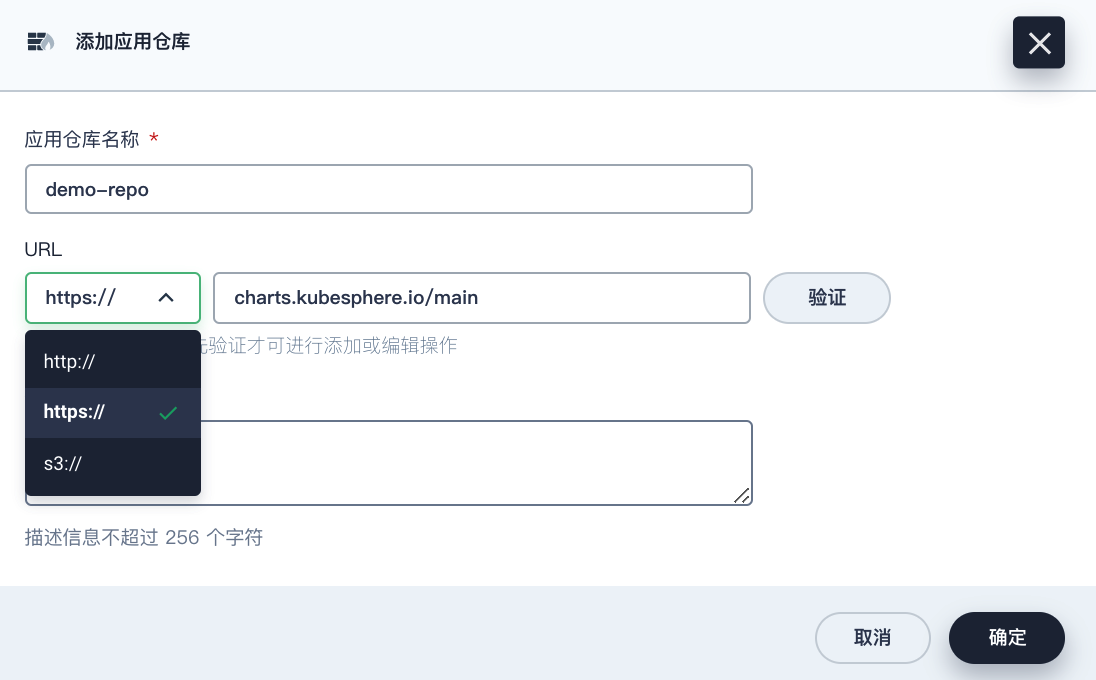 添加应用仓库
应用仓库名称 *
demo-repo
URL
https:// charts.kubesphere.io/main 验证
验证才可进行添加或编辑操作
http://
https://
s3://
描述信息不超过 256 个字符
取消 确定